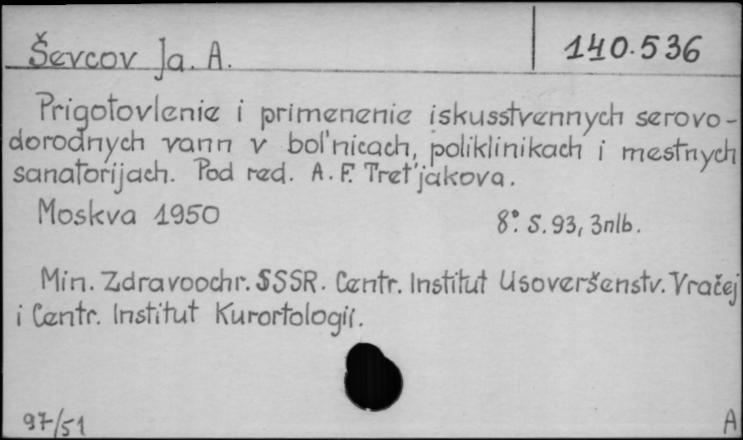 Ševcov Ja. A.
140.536
Prigotovlenie i primenenie iskusstvennych serovo-
dorodnych vann v bol'nicach, poliklinikach i mestnych
sanatorijach. Pod red. A. F. Tret'jakova.
Moskva 1950
8°. S. 93, 3nlb.
Min. Zdravoochr. SSSR. Centr. Institut Usoveršenstv. Vračej
i Centr. Institut Kurortologii.
97/51
A